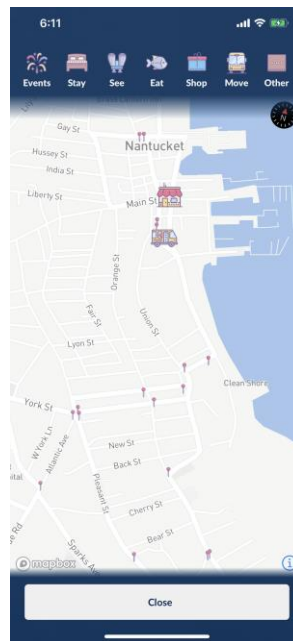 6:11
Events Stay See Eat Shop Move Other
Gay St
Nantucket
Hussey St
India St
Liberty St
Main St
Orange St
Fair St
Union St
Lyon St
Clean Shore
York St
W York Ln
Atlantic Ave
New St
Back St
Pleasant St
Cherry St
Bear St
Sparks Ave
mapbox
Close